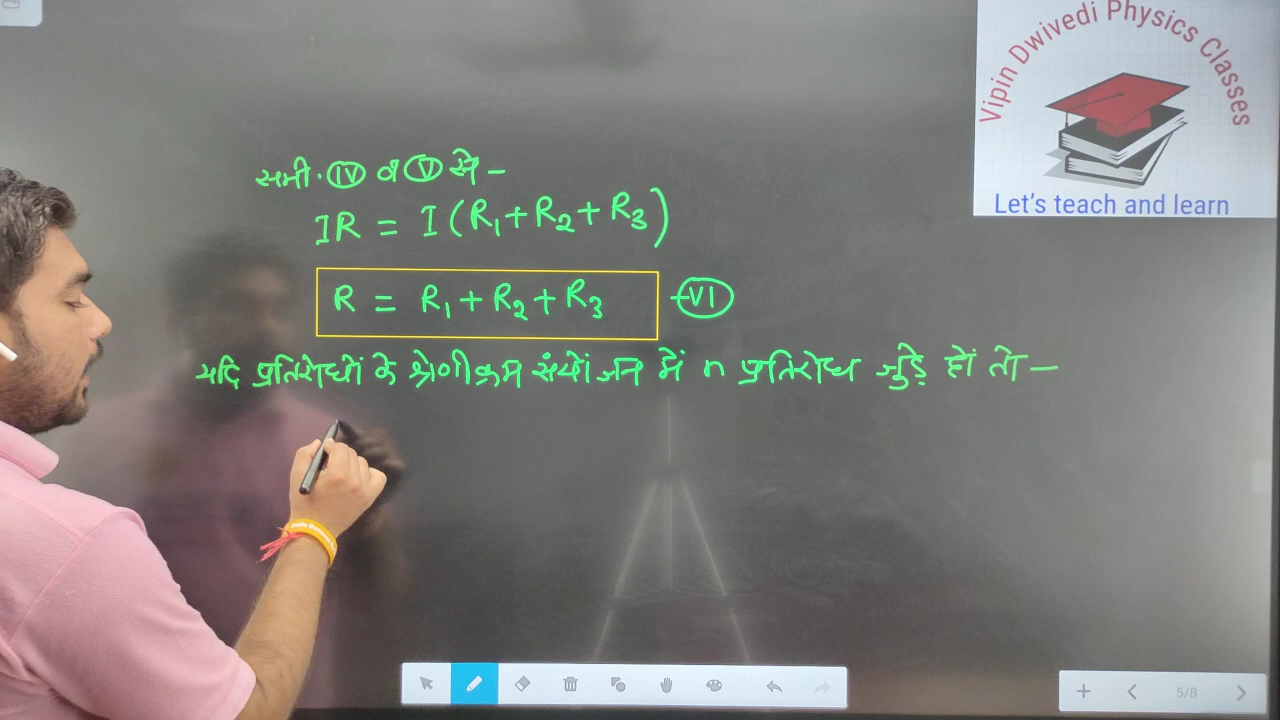 Vipin Dwivedi Physics Classes
Let's teach and learn
समी. IV व V से -
IR = I (R₁ + R₂ + R₃)
R = R₁ + R₂ + R₃ - VI
यदि प्रतिरोधों के श्रेणीक्रम संयोजन में n प्रतिरोध जुड़े हों तो -
5/8